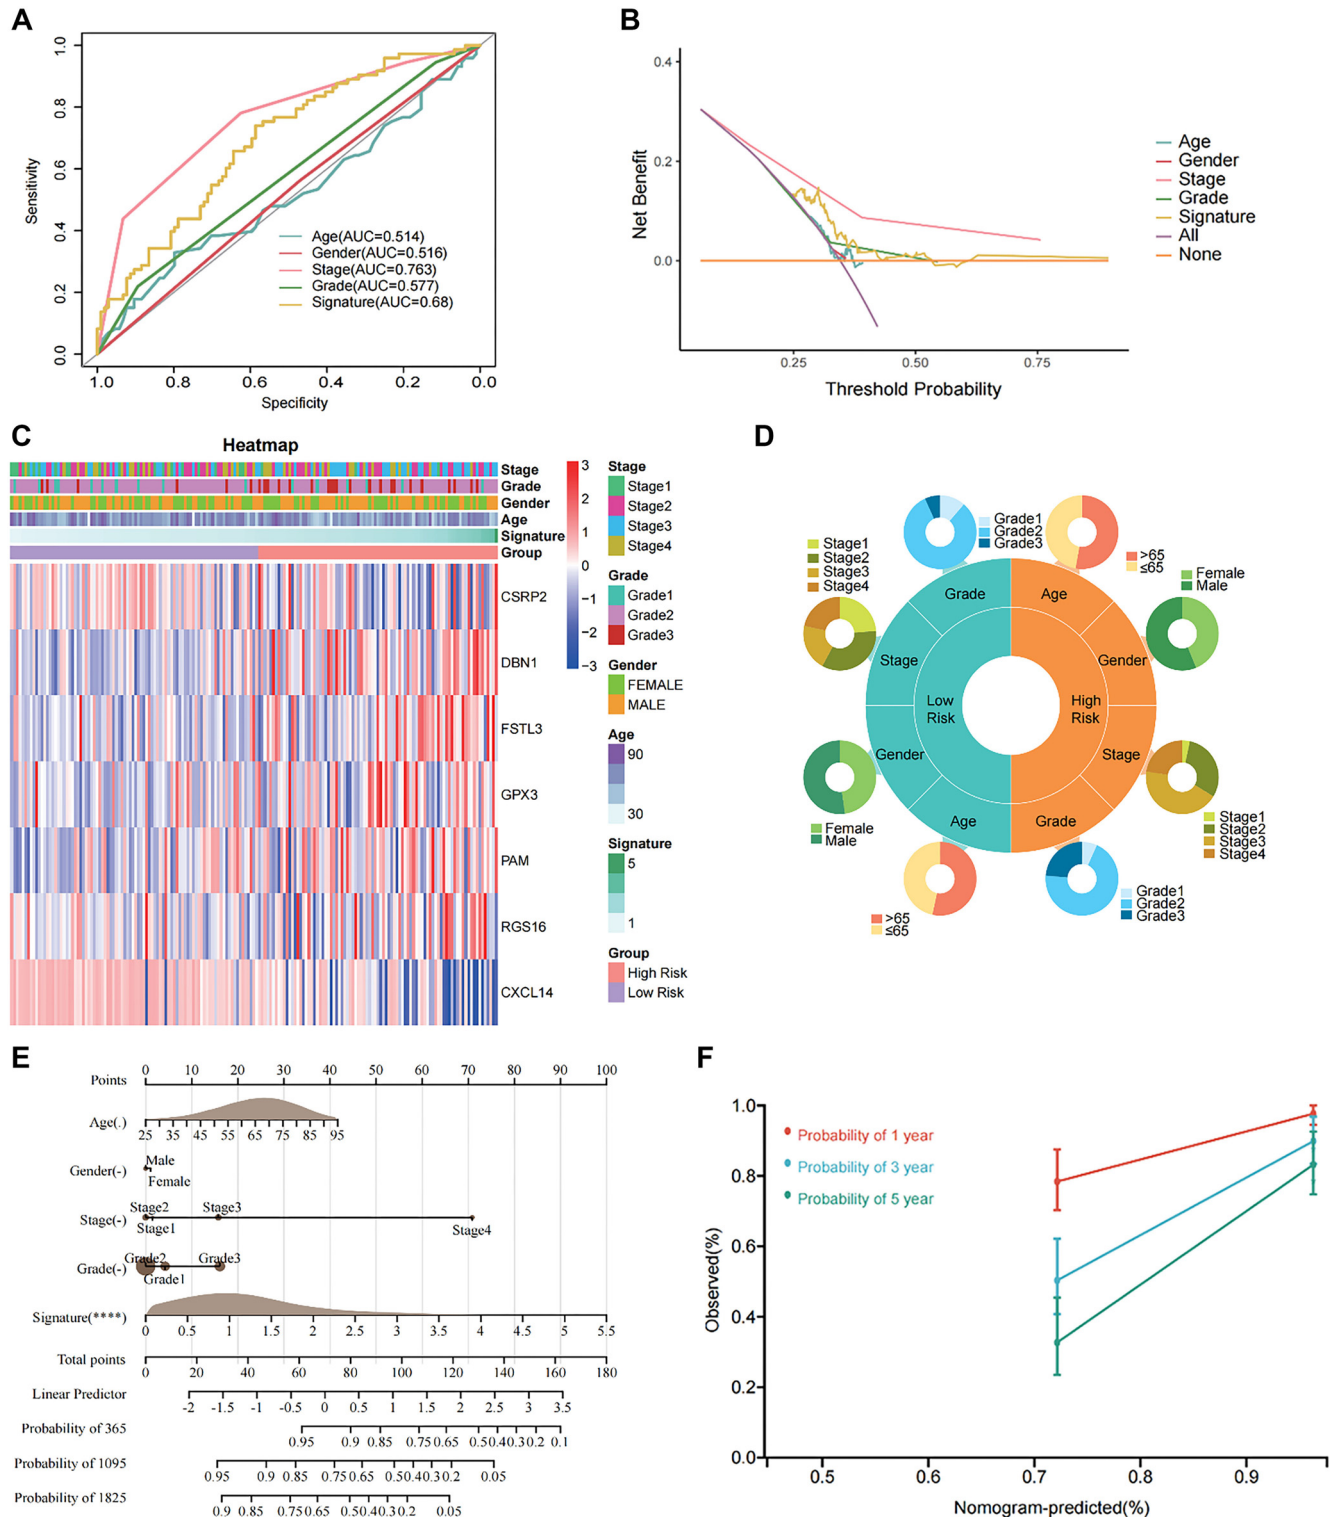 A
1.0
0.8
0.6
0.4
0.2
0.0
Sensitivity
Age(AUC=0.514)
Gender(AUC=0.516)
Stage(AUC=0.763)
Grade(AUC=0.577)
Signature(AUC=0.68)
1.0 0.8 0.6 0.4 0.2 0.0
Specificity
B
0.4
0.2
0.0
Net Benefit
0.25 0.50 0.75
Threshold Probability
Age
Gender
Stage
Grade
Signature
All
None
C
Heatmap
Stage
Grade
Gender
Age
Signature
Group
CSRP2
DBN1
FSTL3
GPX3
PAM
RGS16
CXCL14
3
2
1
0
−1
−2
−3
Stage
Stage1
Stage2
Stage3
Stage4
Grade
Grade1
Grade2
Grade3
Gender
FEMALE
MALE
Age
90
30
Signature
5
1
Group
High Risk
Low Risk
D
Grade1
Grade2
Grade3
>65
≤65
Stage1
Stage2
Stage3
Stage4
Female
Male
Grade
Age
Stage
Gender
Low
Risk
High
Risk
Gender
Stage
Age
Grade
Female
Male
Stage1
Stage2
Stage3
Stage4
>65
≤65
Grade1
Grade2
Grade3
E
Points
0 10 20 30 40 50 60 70 80 90 100
Age(.)
25 35 45 55 65 75 85 95
Gender(-)
Male
Female
Stage(-)
Stage2
Stage1
Stage3
Stage4
Grade(-)
Grade2
Grade1
Grade3
Signature(****)
0 0.5 1 1.5 2 2.5 3 3.5 4 4.5 5 5.5
Total points
0 20 40 60 80 100 120 140 160 180
Linear Predictor
-2 -1.5 -1 -0.5 0 0.5 1 1.5 2 2.5 3 3.5
Probability of 365
0.95 0.9 0.85 0.75 0.65 0.5 0.4 0.3 0.2 0.1
Probability of 1095
0.95 0.9 0.85 0.75 0.65 0.5 0.4 0.3 0.2 0.05
Probability of 1825
0.9 0.85 0.75 0.65 0.5 0.4 0.3 0.2 0.05
F
1.0
0.8
0.6
0.4
0.2
0.0
Observed(%)
Probability of 1 year
Probability of 3 year
Probability of 5 year
0.5 0.6 0.7 0.8 0.9
Nomogram-predicted(%)